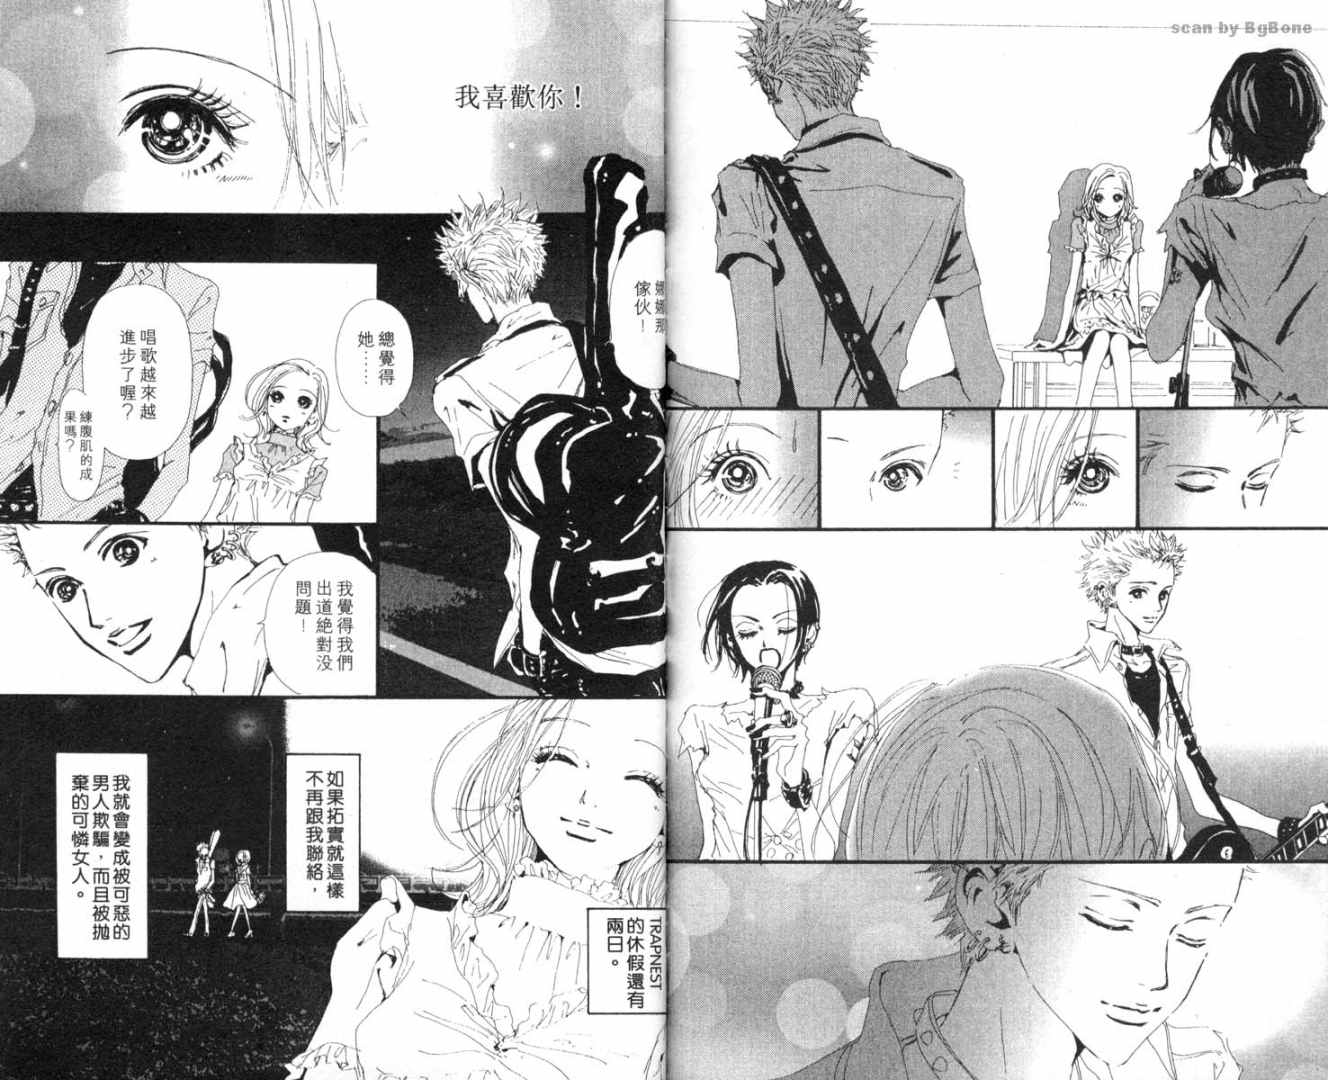 scan by BgBone
我喜歡你！
娜娜那
傢伙！
總覺得
她……
唱歌越來越
進步了喔？
練腹肌的成
果嗎？
我覺得我們
出道絕對没
問題！
TRAPNEST
的休假還有
兩日。
如果拓實就這樣
不再跟我聯絡，
我就會變成被可惡的
男人欺騙，而且被拋
棄的可憐女人。